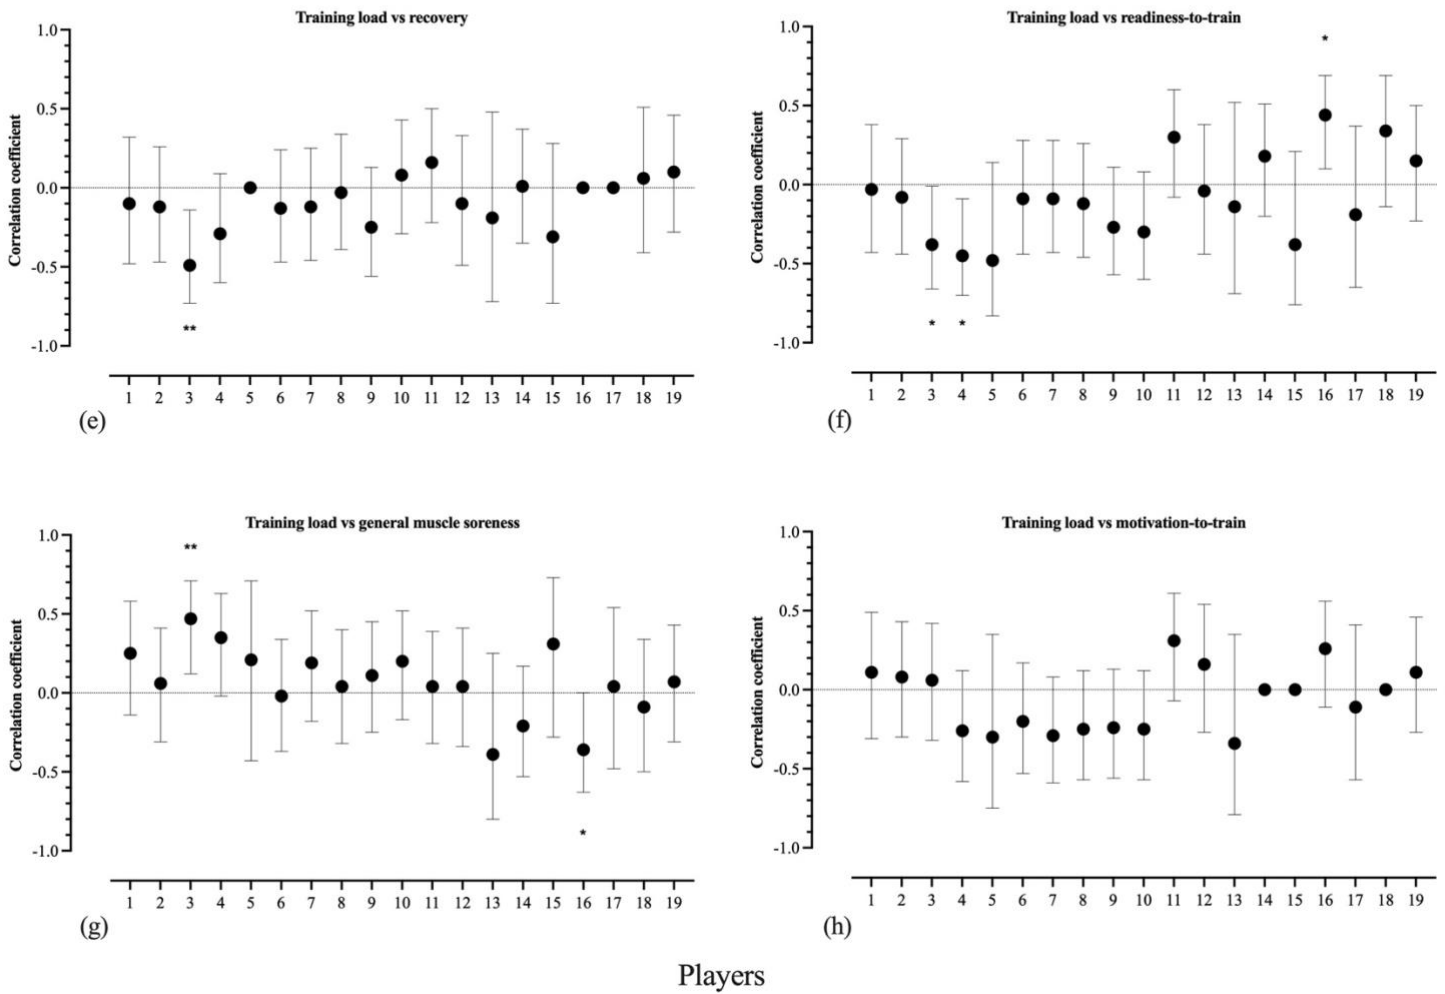 Training load vs recovery
1.0
0.5
0.0
-0.5
-1.0
Correlation coefficient
**
1 2 3 4 5 6 7 8 9 10 11 12 13 14 15 16 17 18 19
(e)
Training load vs readiness-to-train
1.0
0.5
0.0
-0.5
-1.0
Correlation coefficient
*
* *
1 2 3 4 5 6 7 8 9 10 11 12 13 14 15 16 17 18 19
(f)
Training load vs general muscle soreness
1.0
0.5
0.0
-0.5
-1.0
Correlation coefficient
**
*
1 2 3 4 5 6 7 8 9 10 11 12 13 14 15 16 17 18 19
(g)
Training load vs motivation-to-train
1.0
0.5
0.0
-0.5
-1.0
Correlation coefficient
1 2 3 4 5 6 7 8 9 10 11 12 13 14 15 16 17 18 19
(h)
Players